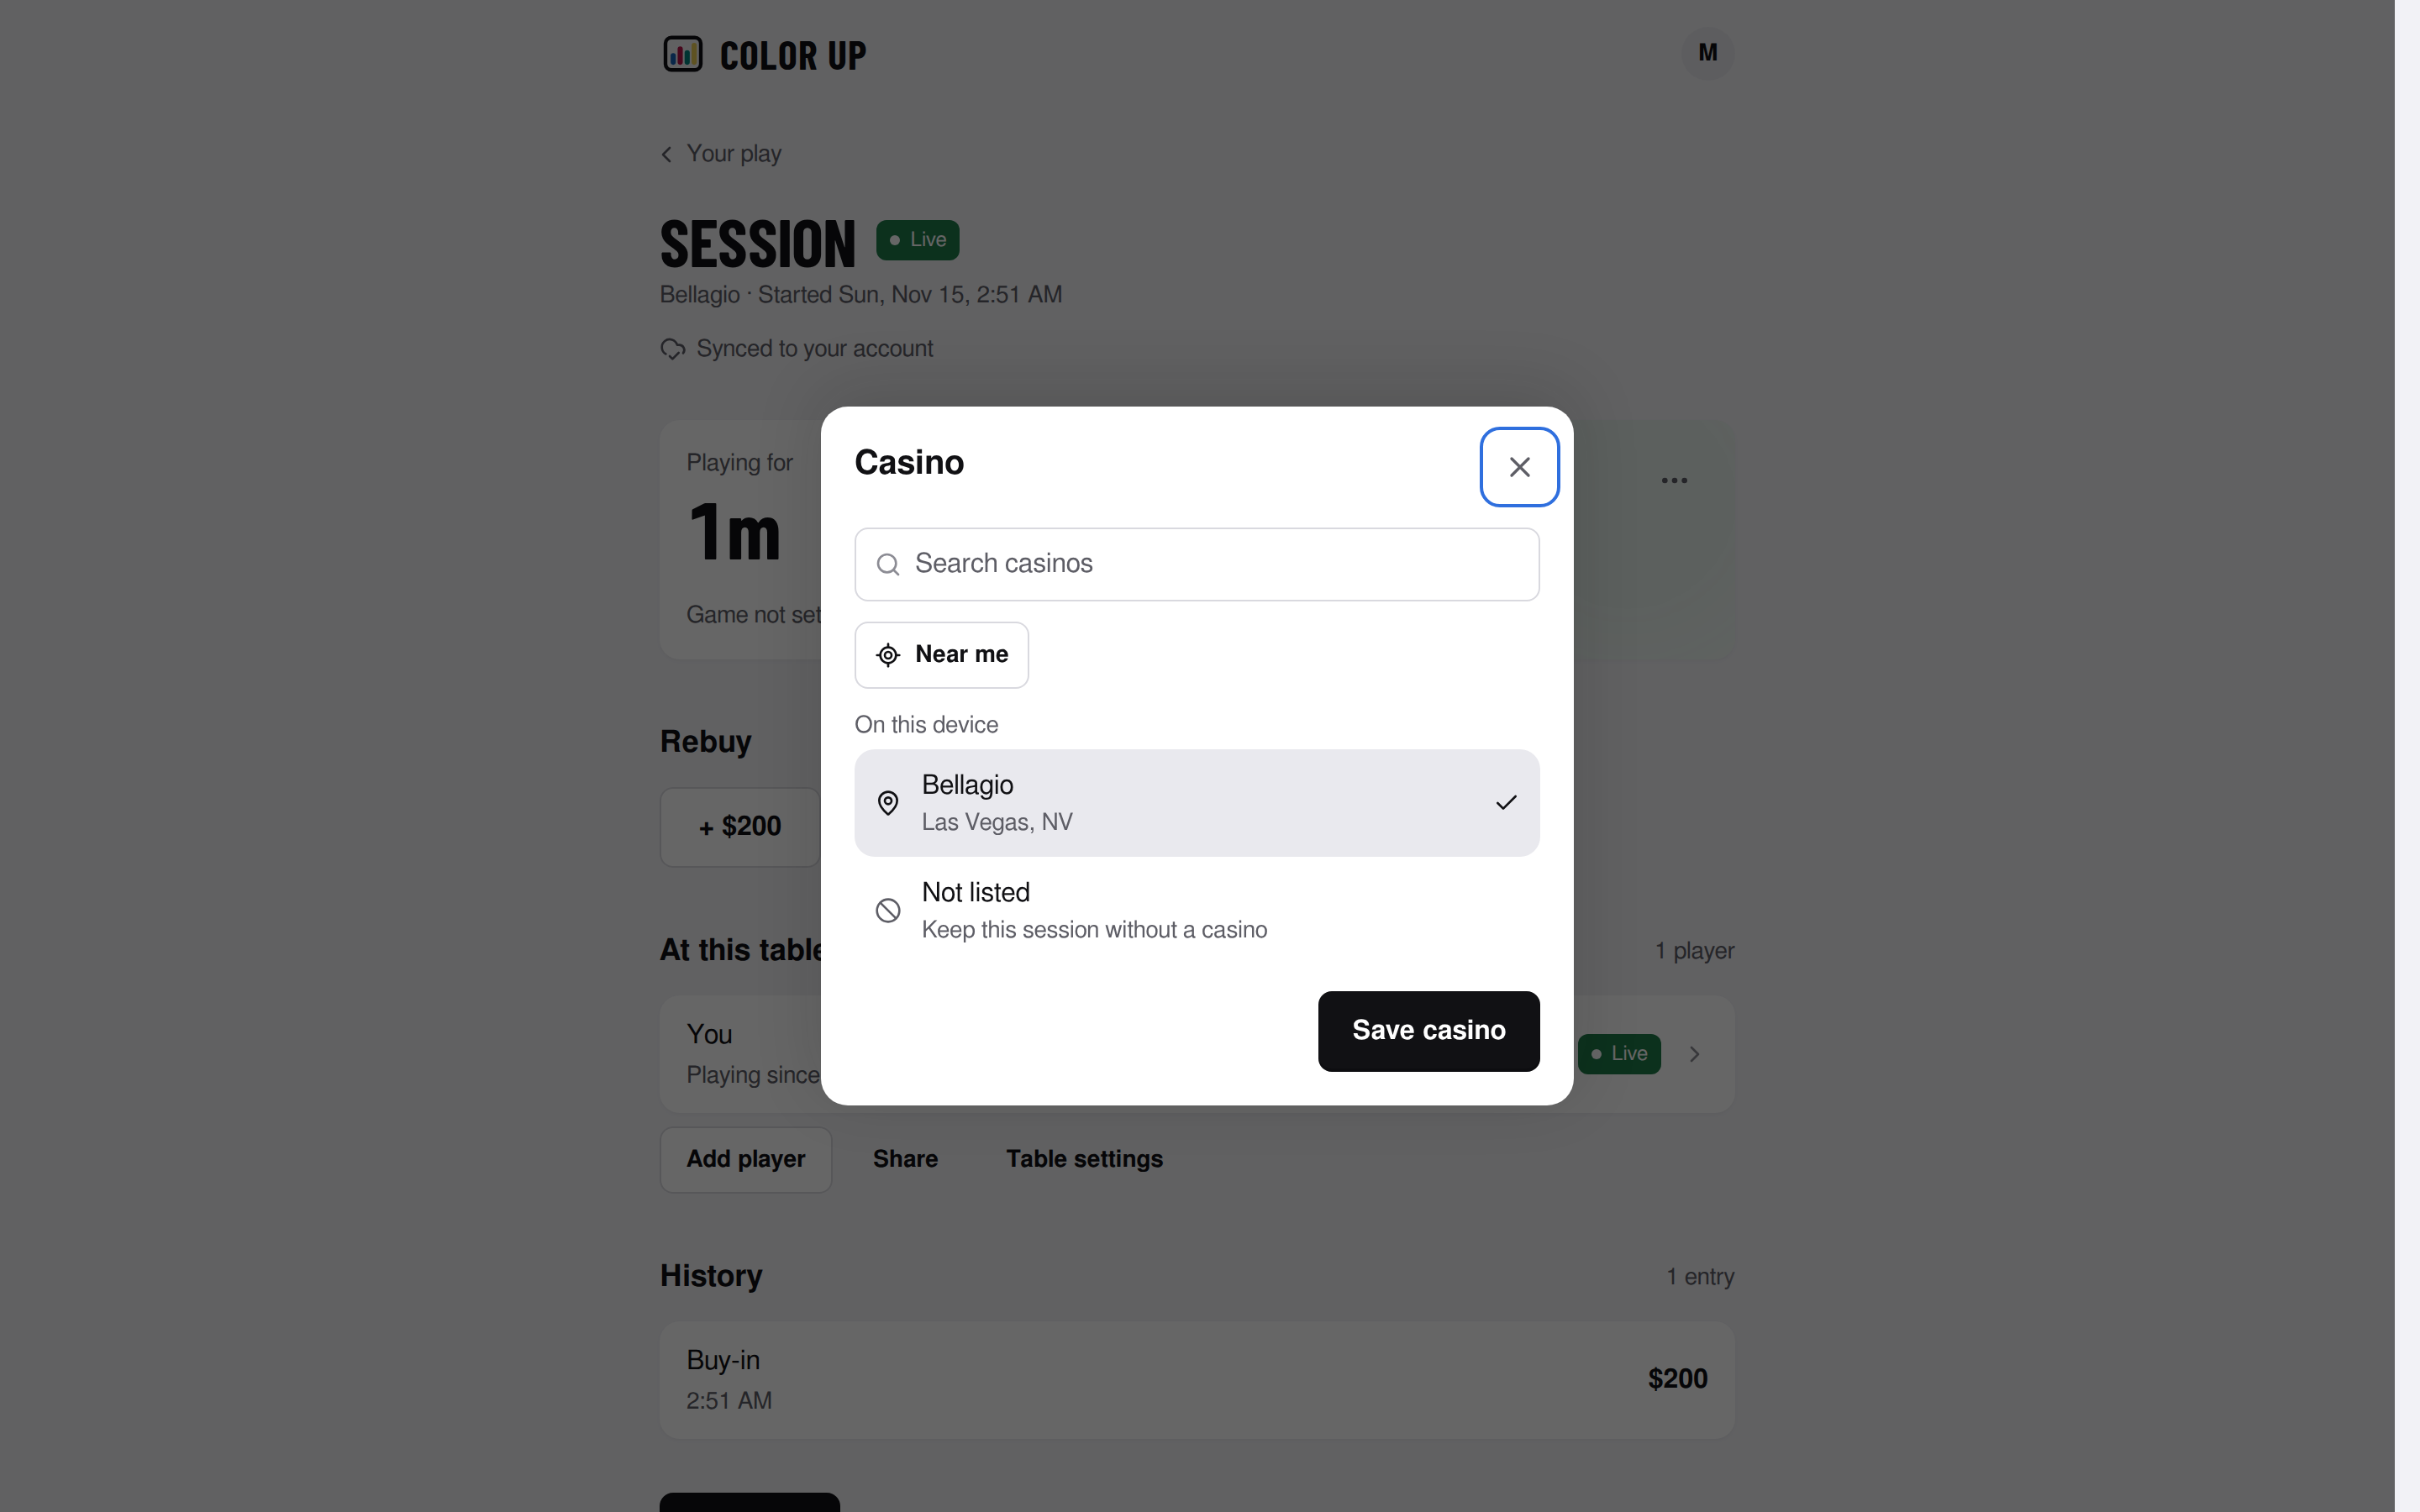 COLOR UP
M
Your play
SESSION
Live
Bellagio · Started Sun, Nov 15, 2:51 AM
Synced to your account
Playing for
1m
Game not set
Casino
Search casinos
Near me
On this device
Bellagio
Las Vegas, NV
Not listed
Keep this session without a casino
Save casino
Rebuy
+ $200
At this table
1 player
You
Playing since
Live
Add player
Share
Table settings
History
1 entry
Buy-in
2:51 AM
$200